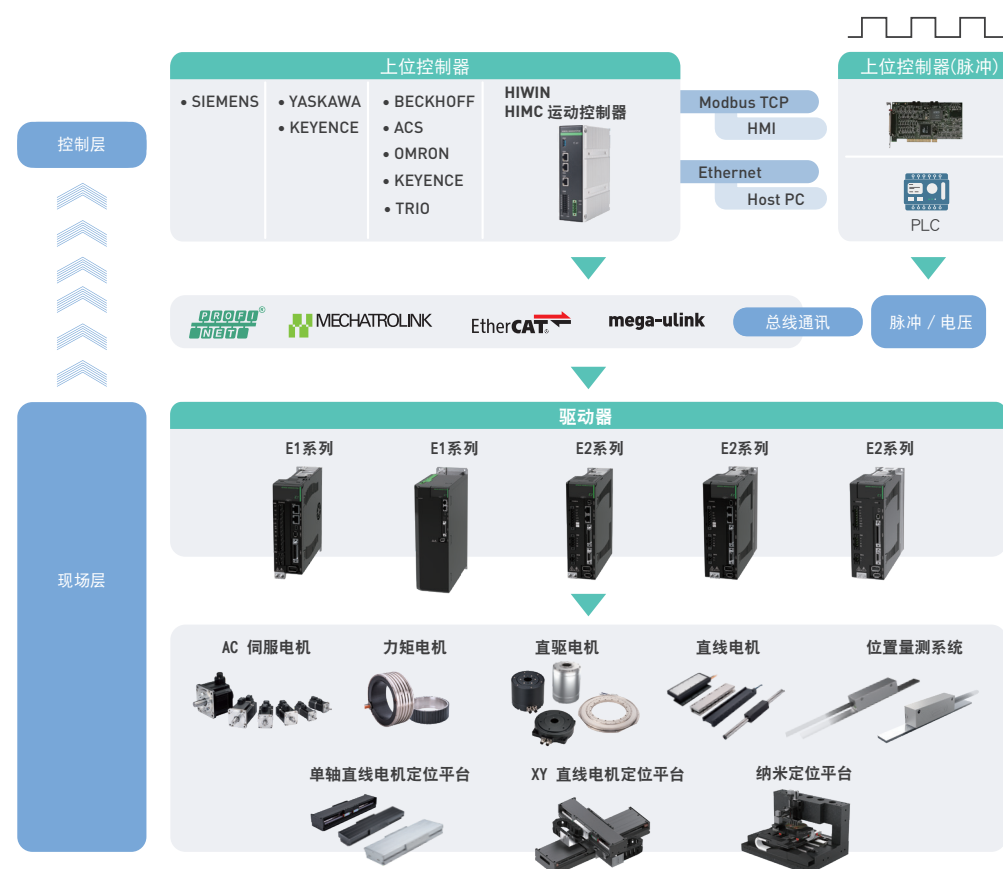 上位控制器
上位控制器(脉冲)
• SIEMENS
• YASKAWA
• KEYENCE
• BECKHOFF
• ACS
• OMRON
• KEYENCE
• TRIO
HIWIN
HIMC 运动控制器
Modbus TCP
HMI
Ethernet
Host PC
PLC
控制层
PROFI®
NET
MECHATROLINK
EtherCAT®
mega-ulink
总线通讯
脉冲 / 电压
现场层
驱动器
E1系列
E1系列
E2系列
E2系列
E2系列
AC 伺服电机
力矩电机
直驱电机
直线电机
位置量测系统
单轴直线电机定位平台
XY 直线电机定位平台
纳米定位平台